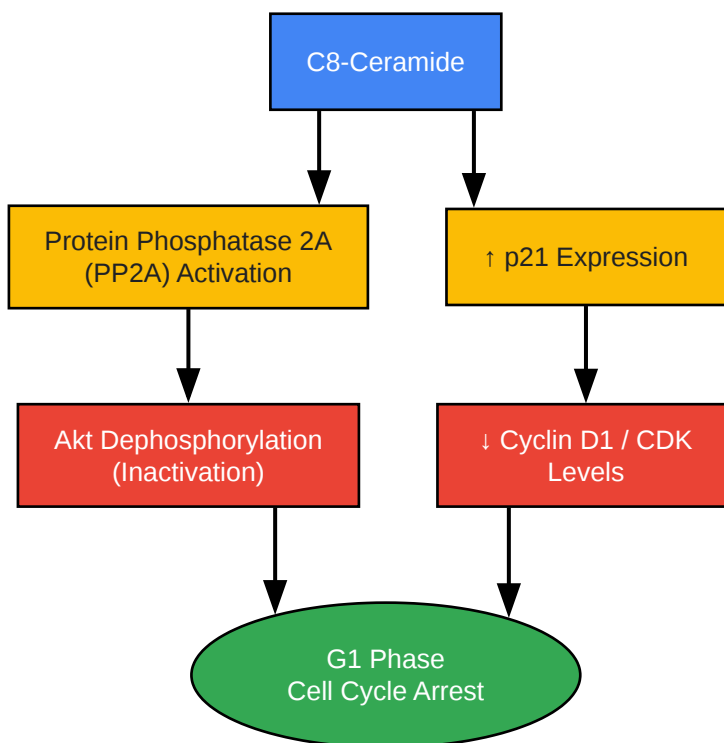 C8-Ceramide
Protein Phosphatase 2A
(PP2A) Activation
↑ p21 Expression
Akt Dephosphorylation
(Inactivation)
↓ Cyclin D1 / CDK
Levels
G1 Phase
Cell Cycle Arrest